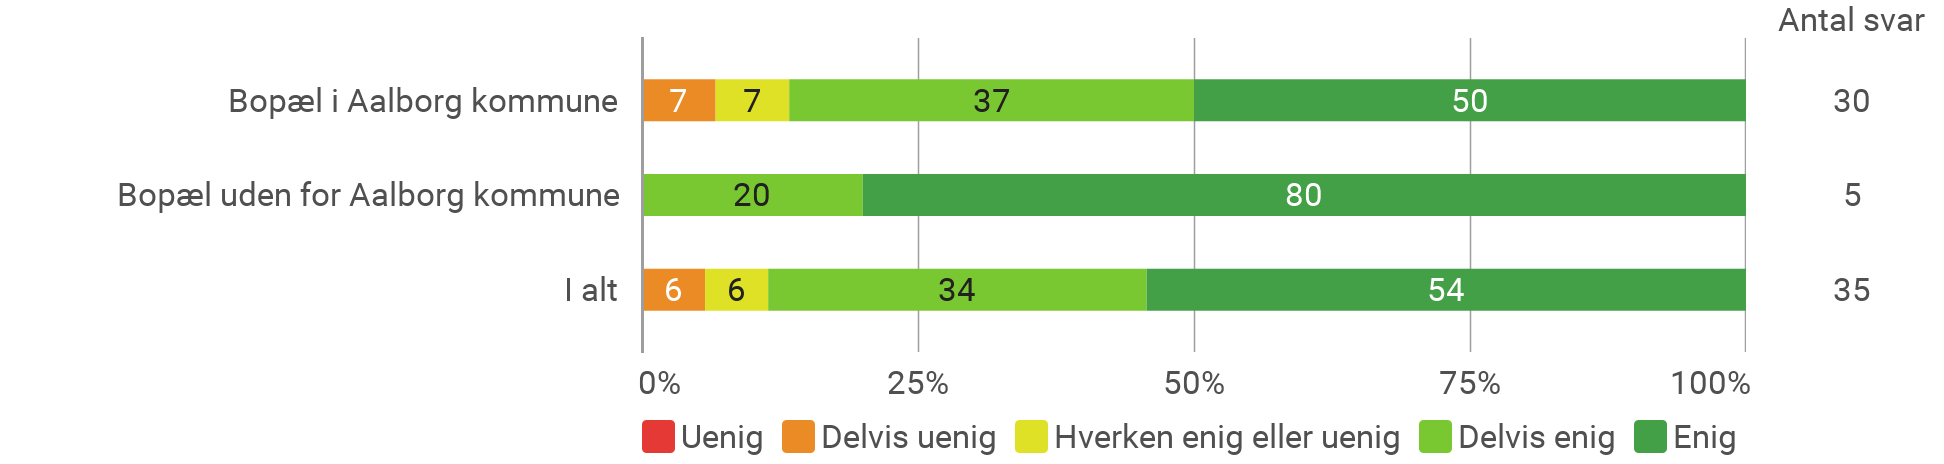 Antal svar
Bopæl i Aalborg kommune 7 7 37 50 30
Bopæl uden for Aalborg kommune 20 80 5
I alt 6 6 34 54 35
0% 25% 50% 75% 100%
Uenig Delvis uenig Hverken enig eller uenig Delvis enig Enig